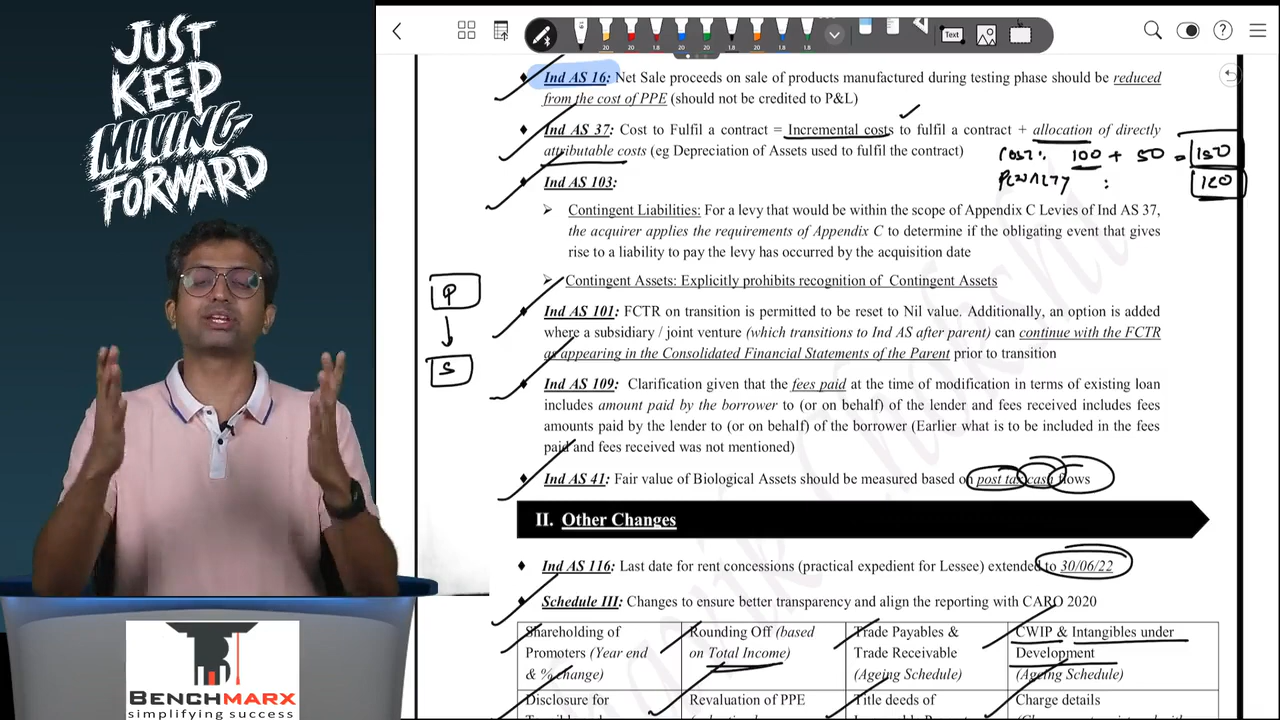 JUST
KEEP
MOVING
FORWARD
BENCHMARX
simplifying success
20 20 1.8 20 20 1.8 20 1.8 1.8
Text
Ind AS 16: Net Sale proceeds on sale of products manufactured during testing phase should be reduced
from the cost of PPE (should not be credited to P&L)
Ind AS 37: Cost to Fulfil a contract = Incremental costs to fulfil a contract + allocation of directly
attributable costs (eg Depreciation of Assets used to fulfil the contract)
COST: 100 + 50 = 150
PENALTY : 120
Ind AS 103:
Contingent Liabilities: For a levy that would be within the scope of Appendix C Levies of Ind AS 37,
the acquirer applies the requirements of Appendix C to determine if the obligating event that gives
rise to a liability to pay the levy has occurred by the acquisition date
Contingent Assets: Explicitly prohibits recognition of Contingent Assets
P
S
Ind AS 101: FCTR on transition is permitted to be reset to Nil value. Additionally, an option is added
where a subsidiary / joint venture (which transitions to Ind AS after parent) can continue with the FCTR
as appearing in the Consolidated Financial Statements of the Parent prior to transition
Ind AS 109: Clarification given that the fees paid at the time of modification in terms of existing loan
includes amount paid by the borrower to (or on behalf) of the lender and fees received includes fees
amounts paid by the lender to (or on behalf) of the borrower (Earlier what is to be included in the fees
paid and fees received was not mentioned)
Ind AS 41: Fair value of Biological Assets should be measured based on post tax cash flows
II. Other Changes
Ind AS 116: Last date for rent concessions (practical expedient for Lessee) extended to 30/06/22
Schedule III: Changes to ensure better transparency and align the reporting with CARO 2020
Shareholding of Rounding Off (based Trade Payables & CWIP & Intangibles under
Promoters (Year end on Total Income) Trade Receivable Development
& % change) (Ageing Schedule) (Ageing Schedule)
Disclosure for Revaluation of PPE Title deeds of Charge details